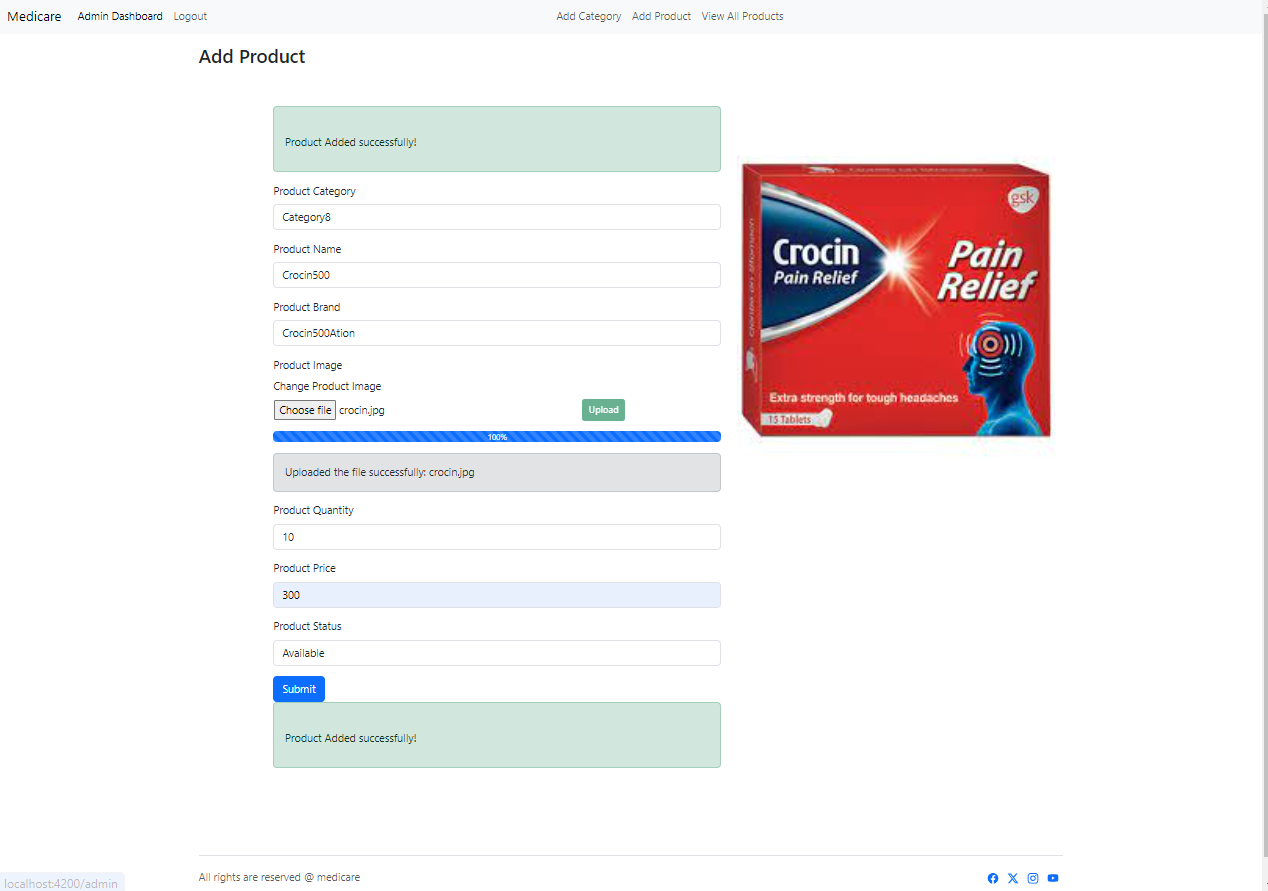 Medicare Admin Dashboard Logout Add Category Add Product View All Products
Add Product
Product Added successfully!
Product Category
Category8
Product Name
Crocin500
Product Brand
Crocin500Ation
Product Image
Change Product Image
Choose file crocin.jpg Upload
100%
Uploaded the file successfully: crocin.jpg
Product Quantity
10
Product Price
300
Product Status
Available
Submit
Product Added successfully!
gsk
Crocin
Pain Relief
Pain
Relief
Extra strength for tough headaches
15 Tablets
All rights are reserved @ medicare
localhost:4200/admin